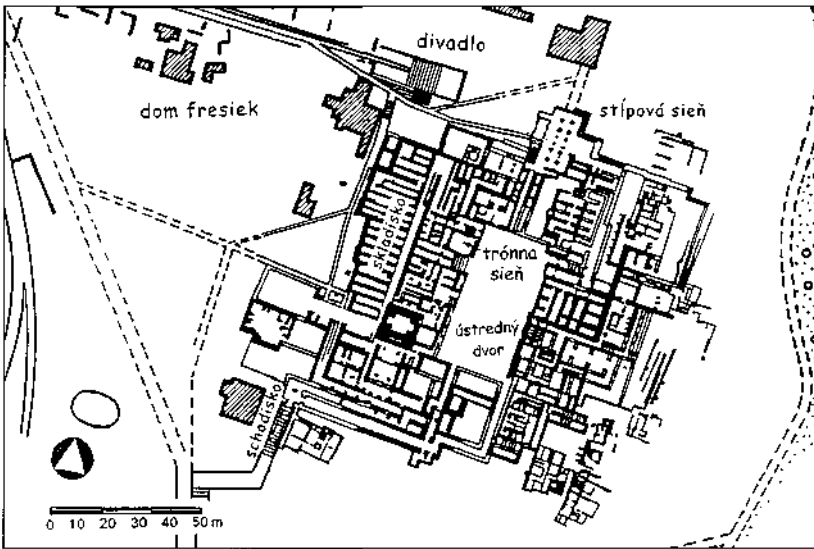 divadlo
dom fresiek
stĺpová sieň
skladisko
trónna
sieň
ústredný
dvor
schodisko
0 10 20 30 40 50 m